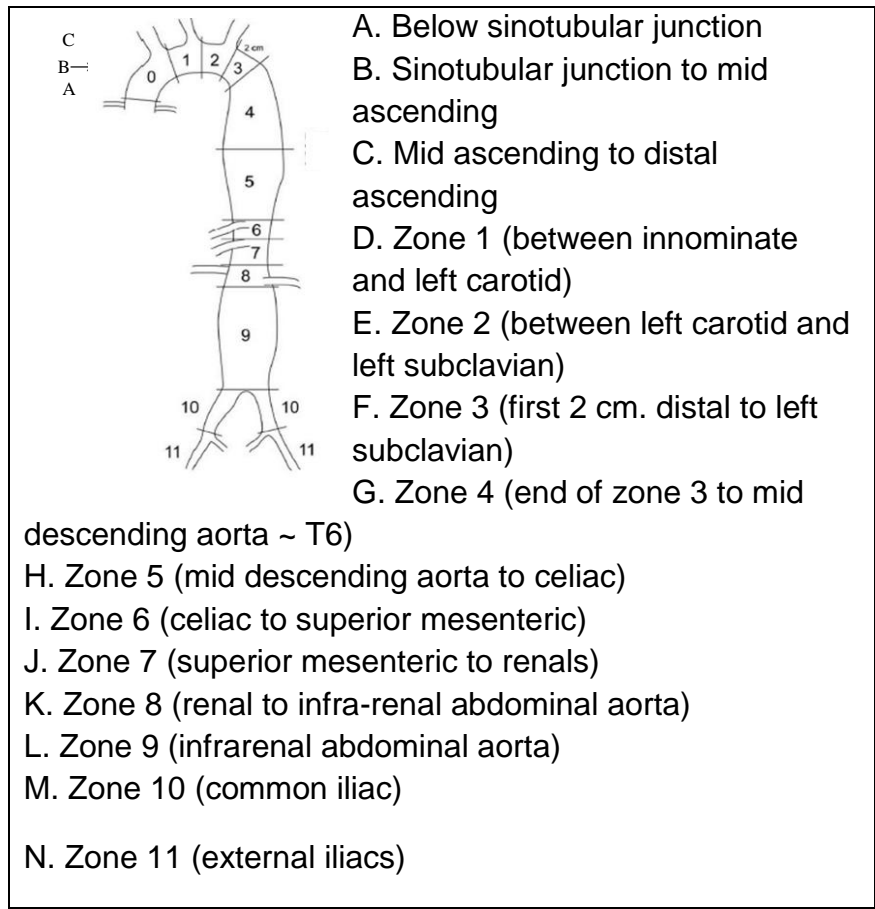 C
B
A
0
1
2
2 cm
3
4
5
6
7
8
9
10
10
11
11
A. Below sinotubular junction
B. Sinotubular junction to mid
ascending
C. Mid ascending to distal
ascending
D. Zone 1 (between innominate
and left carotid)
E. Zone 2 (between left carotid and
left subclavian)
F. Zone 3 (first 2 cm. distal to left
subclavian)
G. Zone 4 (end of zone 3 to mid
descending aorta ~ T6)
H. Zone 5 (mid descending aorta to celiac)
I. Zone 6 (celiac to superior mesenteric)
J. Zone 7 (superior mesenteric to renals)
K. Zone 8 (renal to infra-renal abdominal aorta)
L. Zone 9 (infrarenal abdominal aorta)
M. Zone 10 (common iliac)
N. Zone 11 (external iliacs)